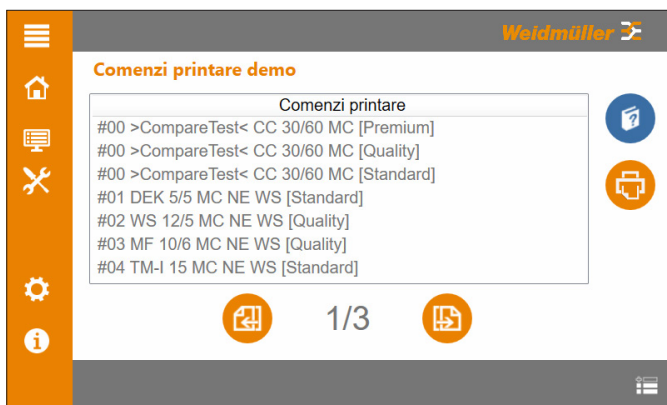 Weidmüller
Comenzi printare demo
Comenzi printare
#00 >CompareTest< CC 30/60 MC [Premium]
#00 >CompareTest< CC 30/60 MC [Quality]
#00 >CompareTest< CC 30/60 MC [Standard]
#01 DEK 5/5 MC NE WS [Standard]
#02 WS 12/5 MC NE WS [Quality]
#03 MF 10/6 MC NE WS [Quality]
#04 TM-I 15 MC NE WS [Standard]
1/3